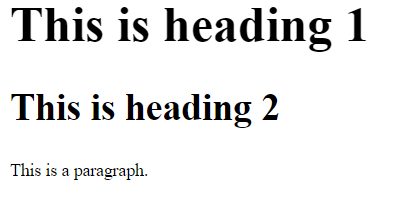 This is heading 1
This is heading 2
This is a paragraph.